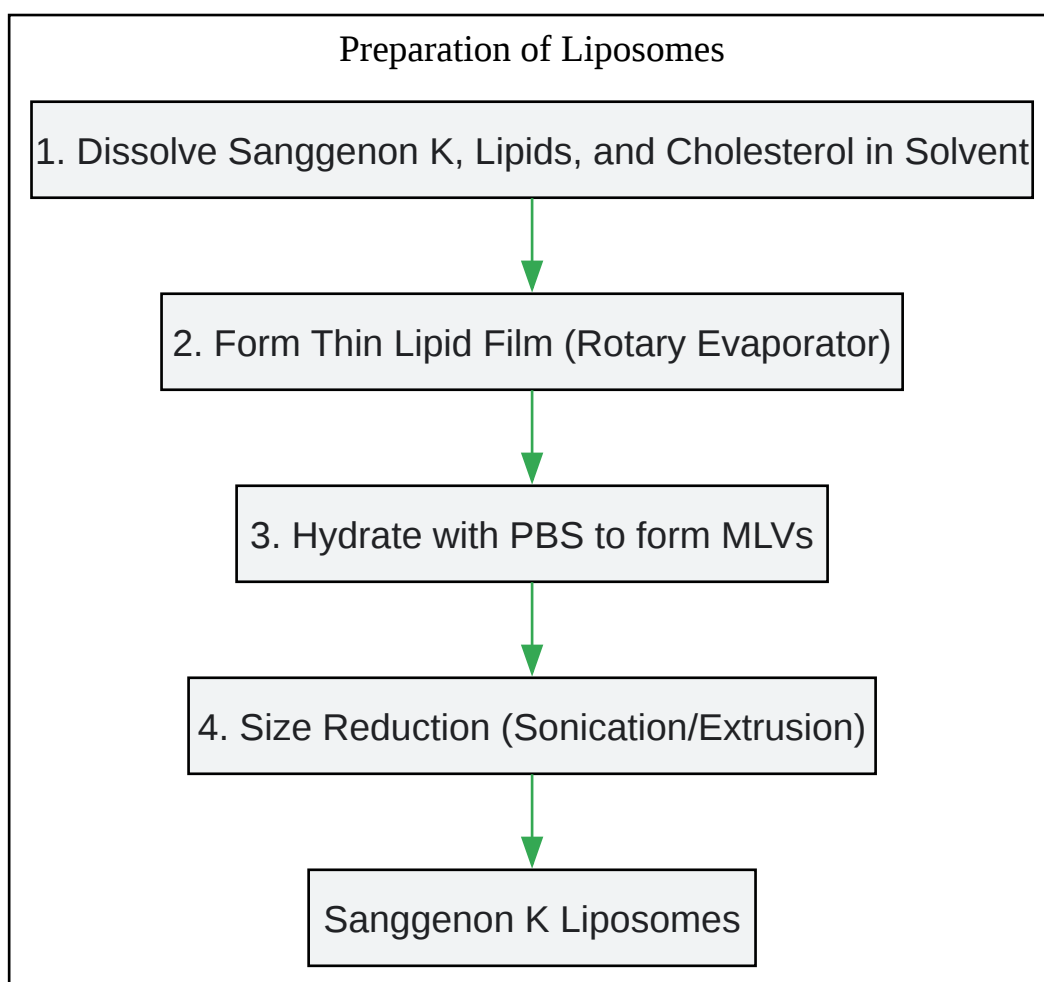 Preparation of Liposomes
1. Dissolve Sanggenon K, Lipids, and Cholesterol in Solvent
2. Form Thin Lipid Film (Rotary Evaporator)
3. Hydrate with PBS to form MLVs
4. Size Reduction (Sonication/Extrusion)
Sanggenon K Liposomes